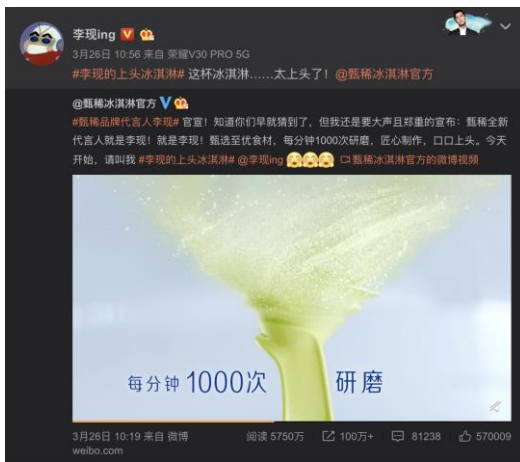 李现ing
3月26日 10:56 来自 荣耀V30 PRO 5G
#李现的上头冰淇淋# 这杯冰淇淋……太上头了！@甄稀冰淇淋官方
@甄稀冰淇淋官方
#甄稀品牌代言人李现# 官宣！知道你们早就猜到了，但我还是要大声且郑重的宣布：甄稀全新
代言人就是李现！就是李现！甄选至优食材，每分钟1000次研磨，匠心制作，口口上头。今天
开始，请叫我 #李现的上头冰淇淋# @李现ing 甄稀冰淇淋官方的微博视频
每分钟 1000次 研磨
3月26日 10:19 来自 微博 阅读 5750万 100万+ 81238 570009
weibo.com